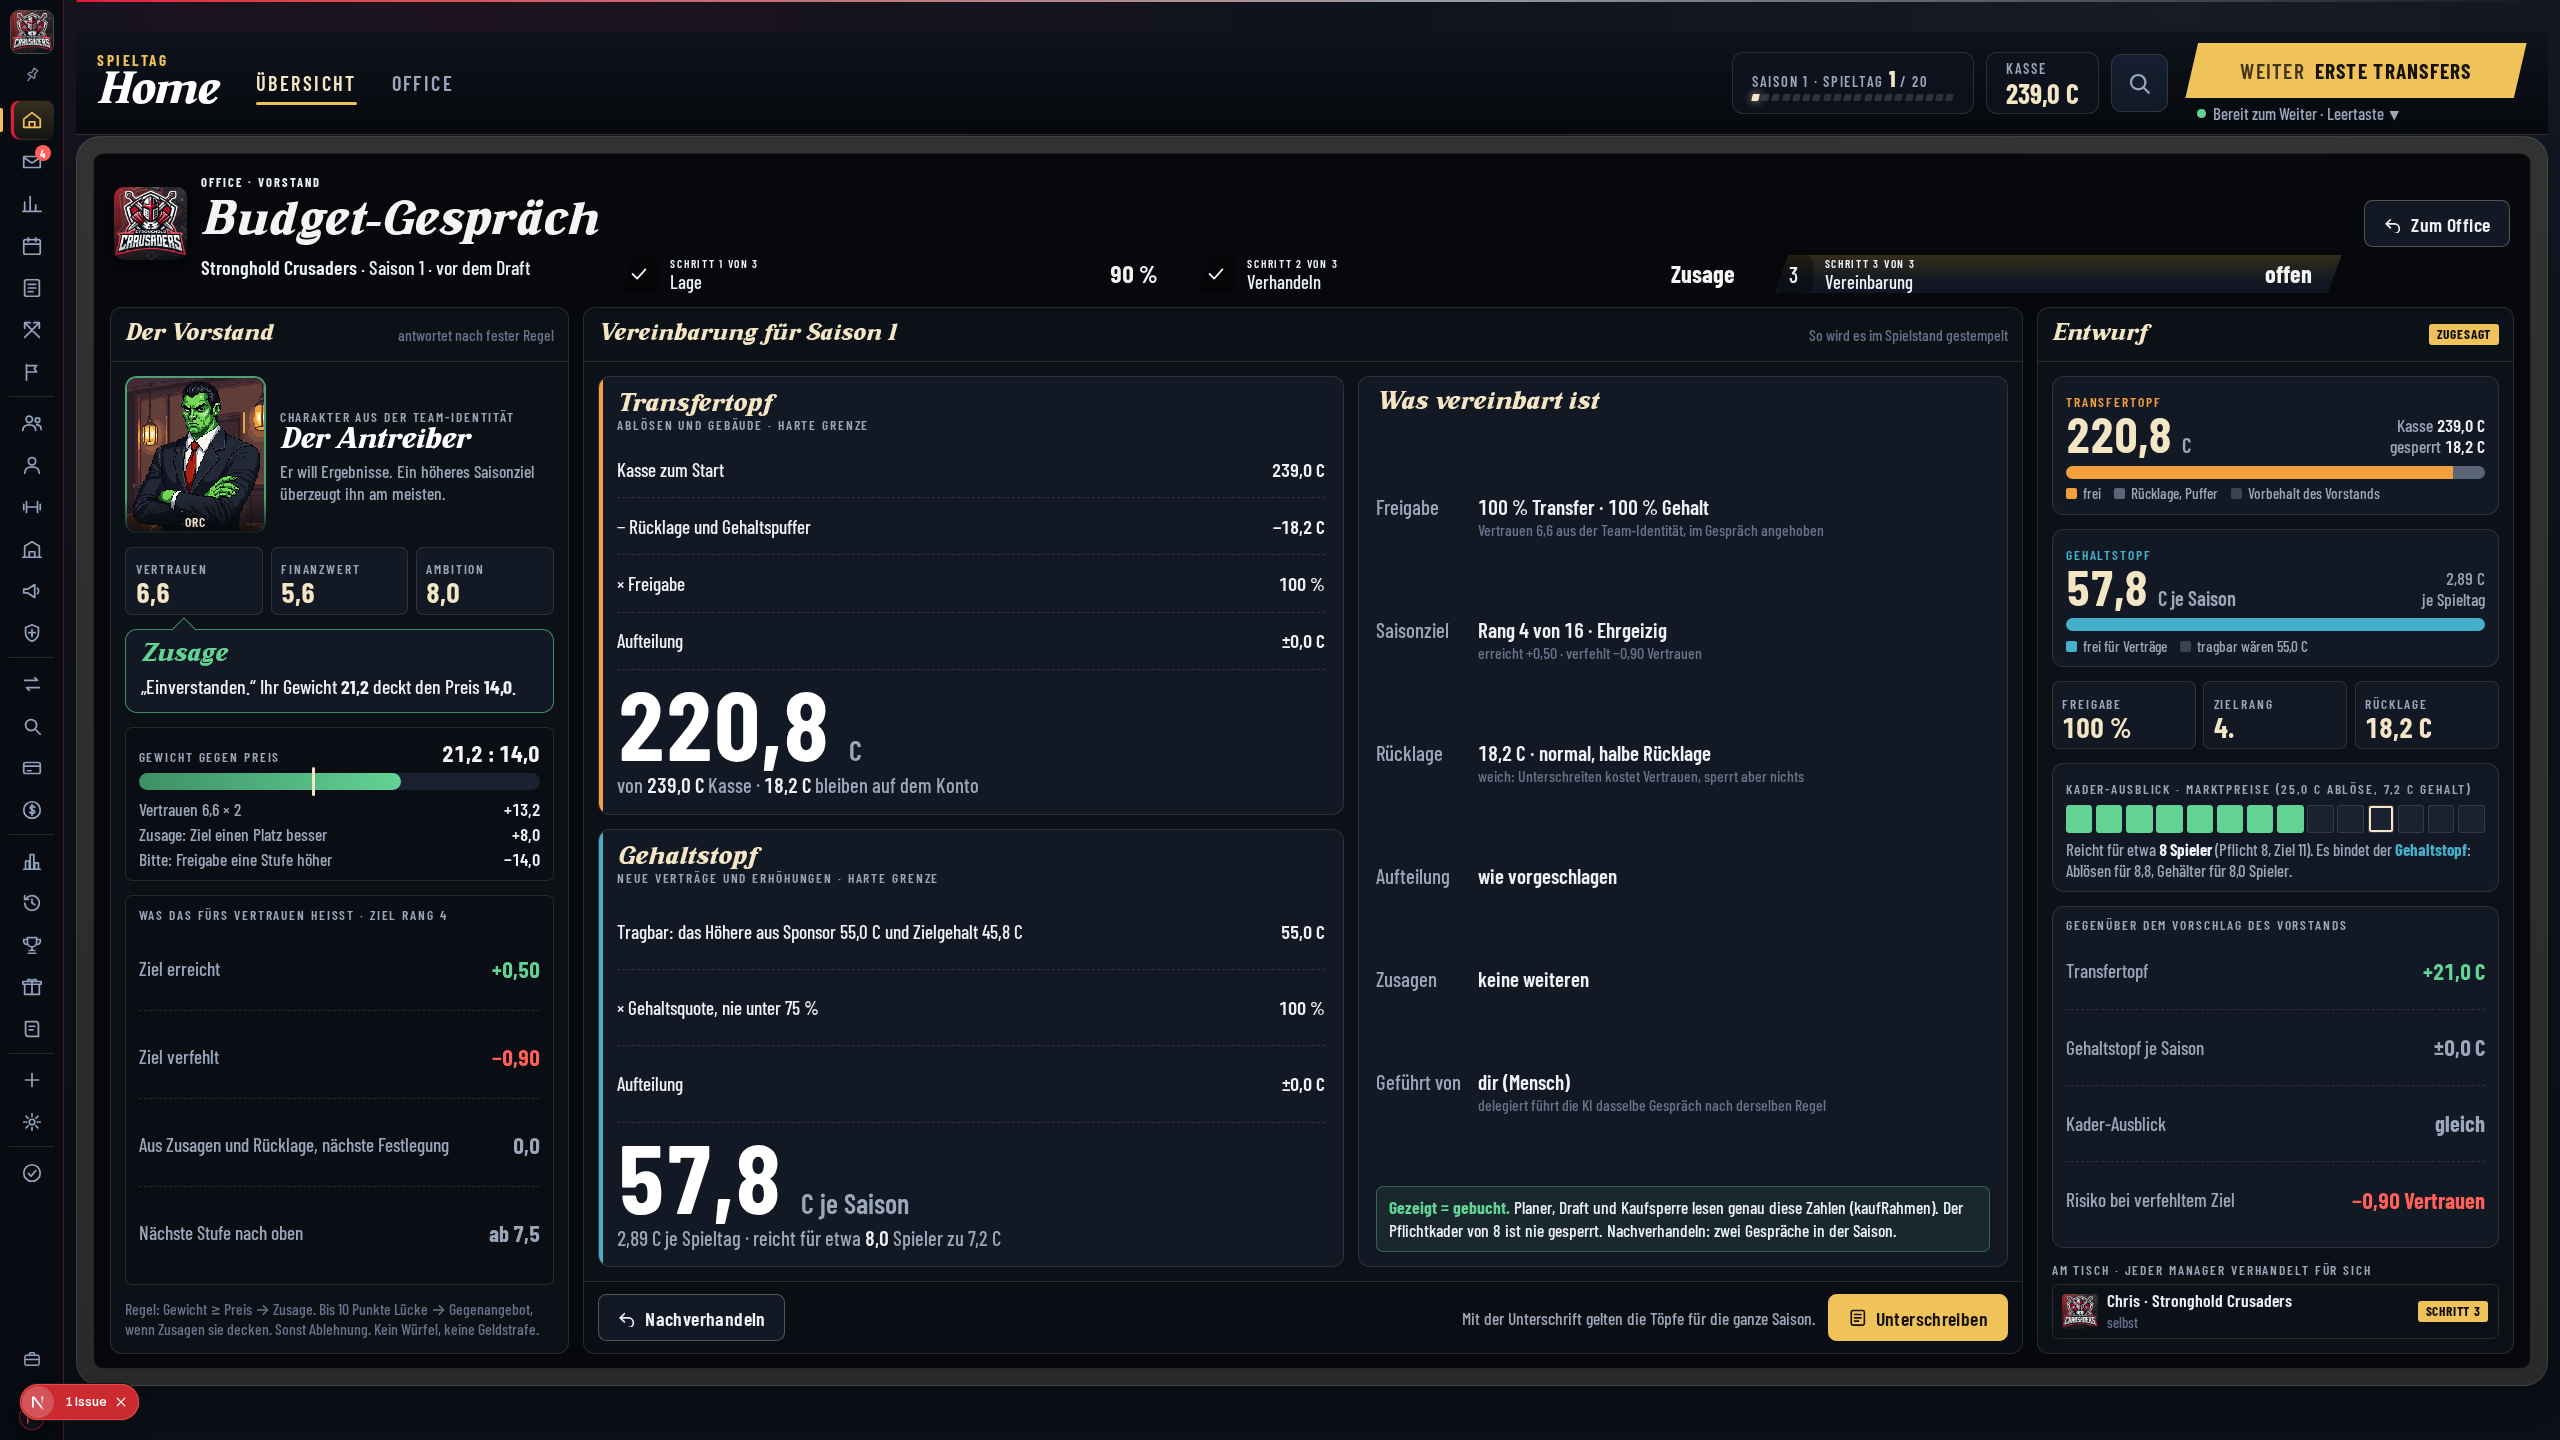 SPIELTAG
Home
ÜBERSICHT
OFFICE
SAISON 1 · SPIELTAG 1 / 20
KASSE
239,0 C
WEITER ERSTE TRANSFERS
Bereit zum Weiter · Leertaste ▼
4
OFFICE · VORSTAND
Budget-Gespräch
Stronghold Crusaders · Saison 1 · vor dem Draft
CRUSADERS
Zum Office
SCHRITT 1 VON 3
Lage
90 %
SCHRITT 2 VON 3
Verhandeln
Zusage
3
SCHRITT 3 VON 3
Vereinbarung
offen
Der Vorstand
antwortet nach fester Regel
ORC
CHARAKTER AUS DER TEAM-IDENTITÄT
Der Antreiber
Er will Ergebnisse. Ein höheres Saisonziel
überzeugt ihn am meisten.
VERTRAUEN
6,6
FINANZWERT
5,6
AMBITION
8,0
Zusage
„Einverstanden.“ Ihr Gewicht 21,2 deckt den Preis 14,0.
GEWICHT GEGEN PREIS
21,2 : 14,0
Vertrauen 6,6 × 2
+13,2
Zusage: Ziel einen Platz besser
+8,0
Bitte: Freigabe eine Stufe höher
−14,0
WAS DAS FÜRS VERTRAUEN HEISST · ZIEL RANG 4
Ziel erreicht
+0,50
Ziel verfehlt
−0,90
Aus Zusagen und Rücklage, nächste Festlegung
0,0
Nächste Stufe nach oben
ab 7,5
Regel: Gewicht ≥ Preis → Zusage. Bis 10 Punkte Lücke → Gegenangebot,
wenn Zusagen sie decken. Sonst Ablehnung. Kein Würfel, keine Geldstrafe.
Vereinbarung für Saison 1
So wird es im Spielstand gestempelt
Transfertopf
ABLÖSEN UND GEBÄUDE · HARTE GRENZE
Kasse zum Start
239,0 C
− Rücklage und Gehaltspuffer
−18,2 C
× Freigabe
100 %
Aufteilung
±0,0 C
220,8 C
von 239,0 C Kasse · 18,2 C bleiben auf dem Konto
Gehaltstopf
NEUE VERTRÄGE UND ERHÖHUNGEN · HARTE GRENZE
Tragbar: das Höhere aus Sponsor 55,0 C und Zielgehalt 45,8 C
55,0 C
× Gehaltsquote, nie unter 75 %
100 %
Aufteilung
±0,0 C
57,8 C je Saison
2,89 C je Spieltag · reicht für etwa 8,0 Spieler zu 7,2 C
Was vereinbart ist
Freigabe
100 % Transfer · 100 % Gehalt
Vertrauen 6,6 aus der Team-Identität, im Gespräch angehoben
Saisonziel
Rang 4 von 16 · Ehrgeizig
erreicht +0,50 · verfehlt −0,90 Vertrauen
Rücklage
18,2 C · normal, halbe Rücklage
weich: Unterschreiten kostet Vertrauen, sperrt aber nichts
Aufteilung
wie vorgeschlagen
Zusagen
keine weiteren
Geführt von
dir (Mensch)
delegiert führt die KI dasselbe Gespräch nach derselben Regel
Gezeigt = gebucht. Planer, Draft und Kaufsperre lesen genau diese Zahlen (kaufRahmen). Der
Pflichtkader von 8 ist nie gesperrt. Nachverhandeln: zwei Gespräche in der Saison.
Nachverhandeln
Mit der Unterschrift gelten die Töpfe für die ganze Saison.
Unterschreiben
Entwurf
ZUGESAGT
TRANSFERTOPF
220,8 C
Kasse 239,0 C
gesperrt 18,2 C
frei
Rücklage, Puffer
Vorbehalt des Vorstands
GEHALTSTOPF
57,8 C je Saison
2,89 C
je Spieltag
frei für Verträge
tragbar wären 55,0 C
FREIGABE
100 %
ZIELRANG
4.
RÜCKLAGE
18,2 C
KADER-AUSBLICK · MARKTPREISE (25,0 C ABLÖSE, 7,2 C GEHALT)
Reicht für etwa 8 Spieler (Pflicht 8, Ziel 11). Es bindet der Gehaltstopf:
Ablösen für 8,8, Gehälter für 8,0 Spieler.
GEGENÜBER DEM VORSCHLAG DES VORSTANDS
Transfertopf
+21,0 C
Gehaltstopf je Saison
±0,0 C
Kader-Ausblick
gleich
Risiko bei verfehltem Ziel
−0,90 Vertrauen
AM TISCH · JEDER MANAGER VERHANDELT FÜR SICH
Chris · Stronghold Crusaders
selbst
SCHRITT 3
N 1 Issue